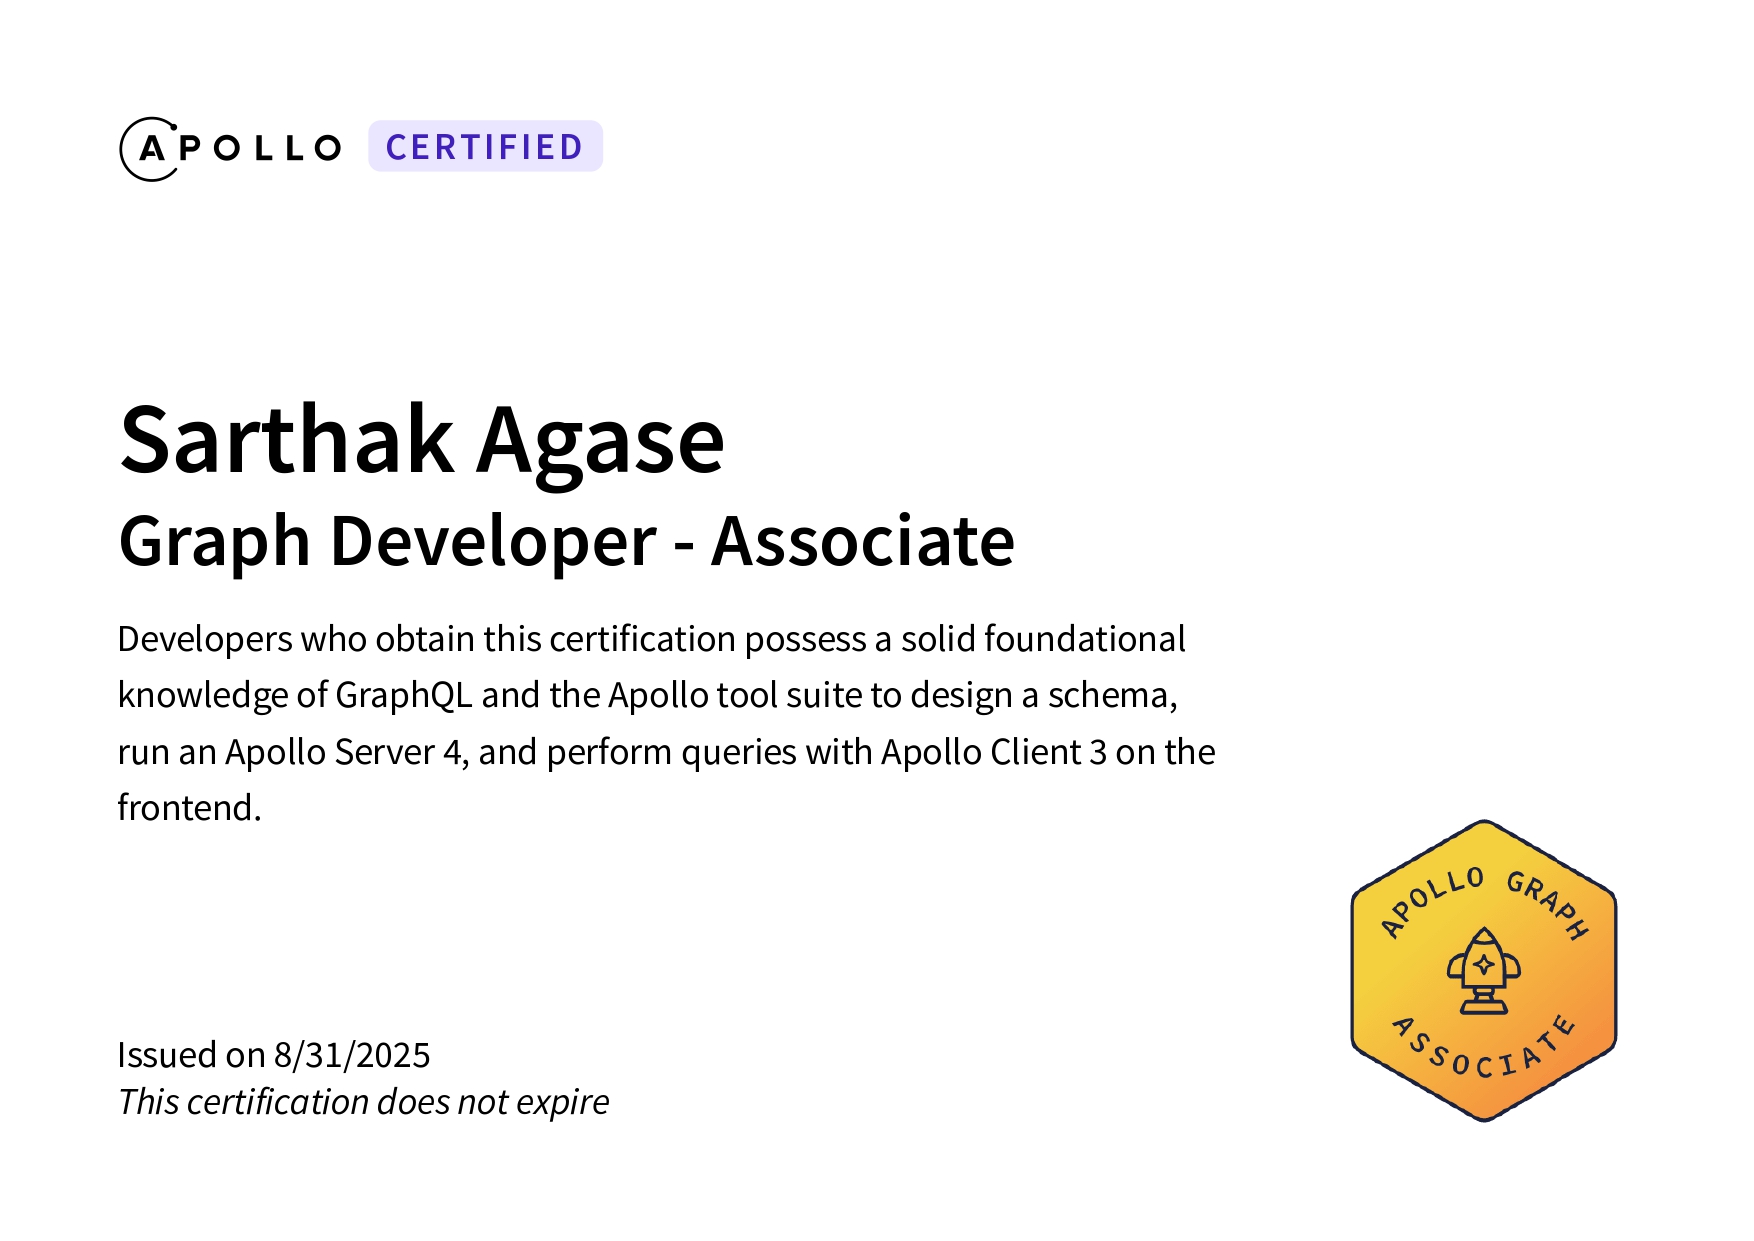 APOLLO CERTIFIED
Sarthak Agase
Graph Developer - Associate
Developers who obtain this certification possess a solid foundational
knowledge of GraphQL and the Apollo tool suite to design a schema,
run an Apollo Server 4, and perform queries with Apollo Client 3 on the
frontend.
APOLLO GRAPH
ASSOCIATE
Issued on 8/31/2025
This certification does not expire